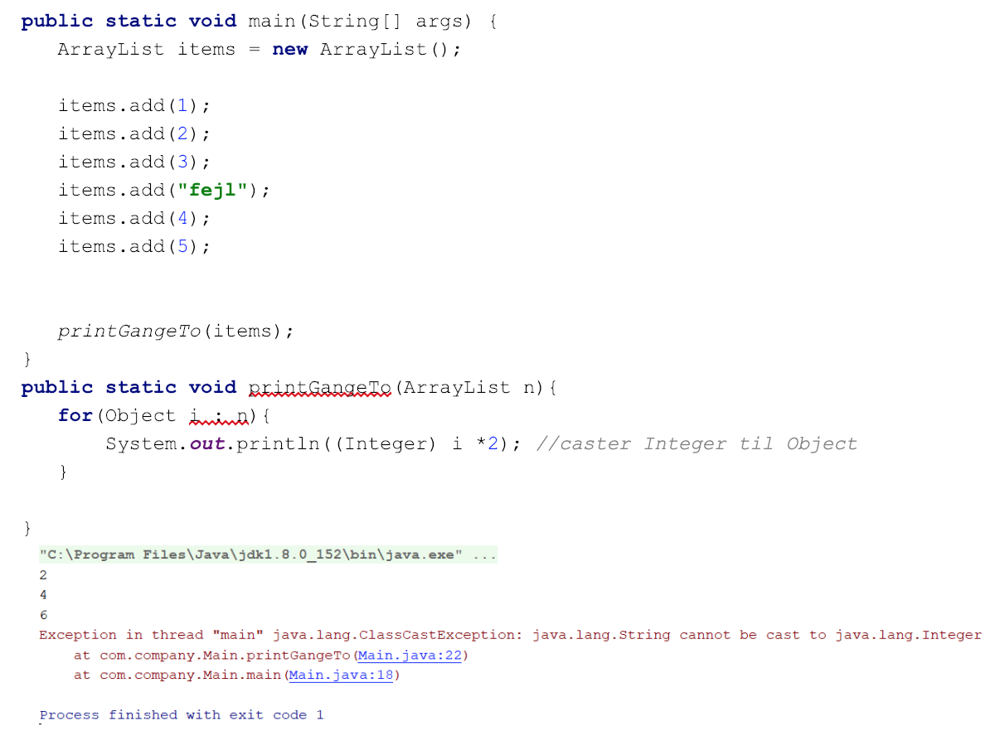 public static void main(String[] args) {
ArrayList items = new ArrayList();
items.add(1);
items.add(2);
items.add(3);
items.add("fejl");
items.add(4);
items.add(5);
printGangeTo(items);
}
public static void printGangeTo(ArrayList n){
for(Object i : n){
System.out.println((Integer) i *2); //caster Integer til Object
}
}
"C:\Program Files\Java\jdk1.8.0_152\bin\java.exe" ...
2
4
6
Exception in thread "main" java.lang.ClassCastException: java.lang.String cannot be cast to java.lang.Integer
at com.company.Main.printGangeTo(Main.java:22)
at com.company.Main.main(Main.java:18)
Process finished with exit code 1